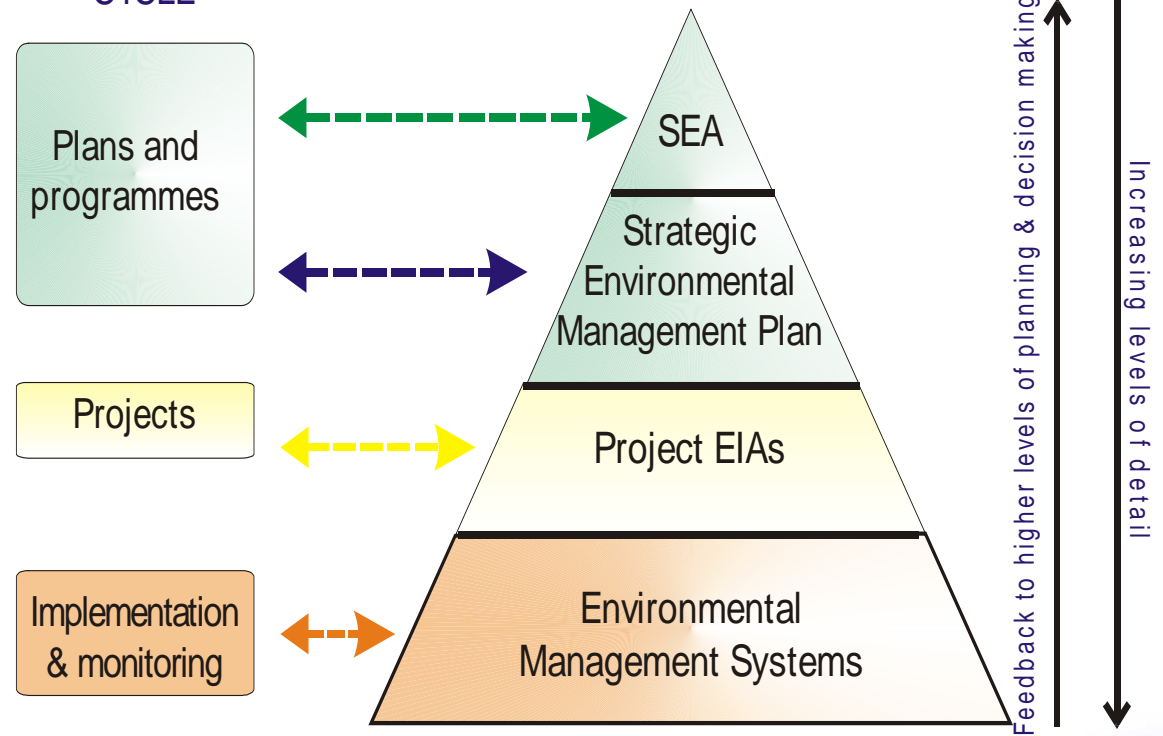 Plans and
programmes
SEA
Strategic
Environmental
Management Plan
Projects
Project EIAs
Implementation
& monitoring
Environmental
Management Systems
Feedback to higher levels of planning & decision making
Increasing levels of detail